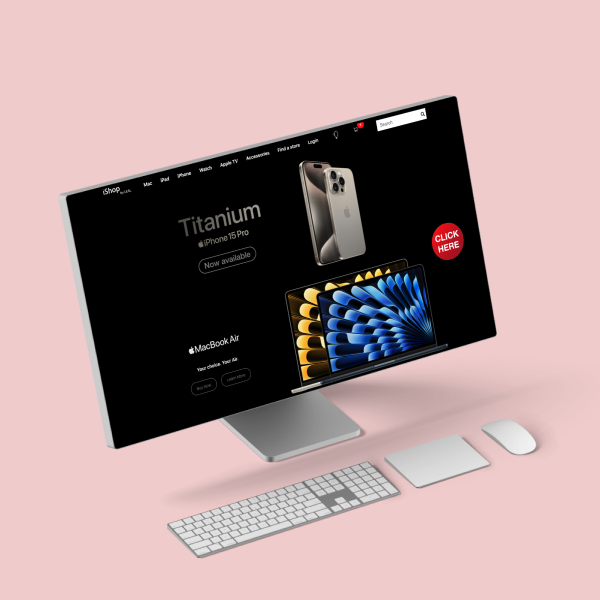 iShop
Mac
iPad
iPhone
Watch
Apple TV
Accessories
Find a store
Login
Search
Titanium
iPhone 15 Pro
Now available
CLICK
HERE
MacBook Air
Your choice. Your Air.
Buy Now
Learn More